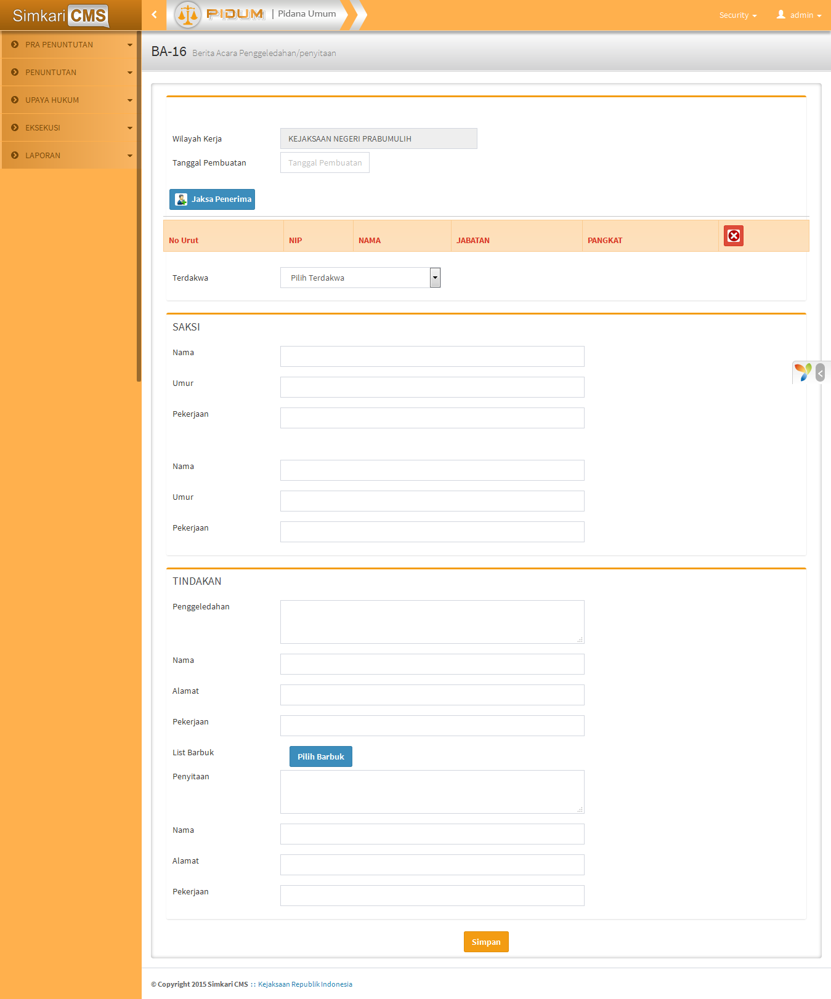 Simkari CMS
PIDUM | Pidana Umum
Security
admin
PRA PENUNTUTAN
PENUNTUTAN
UPAYA HUKUM
EKSEKUSI
LAPORAN
BA-16 Berita Acara Penggeledahan/penyitaan
Wilayah Kerja
KEJAKSAAN NEGERI PRABUMULIH
Tanggal Pembuatan
Tanggal Pembuatan
Jaksa Penerima
No Urut NIP NAMA JABATAN PANGKAT
Terdakwa
Pilih Terdakwa
SAKSI
Nama
Umur
Pekerjaan
Nama
Umur
Pekerjaan
TINDAKAN
Penggeledahan
Nama
Alamat
Pekerjaan
List Barbuk
Pilih Barbuk
Penyitaan
Nama
Alamat
Pekerjaan
Simpan
© Copyright 2015 Simkari CMS :: Kejaksaan Republik Indonesia